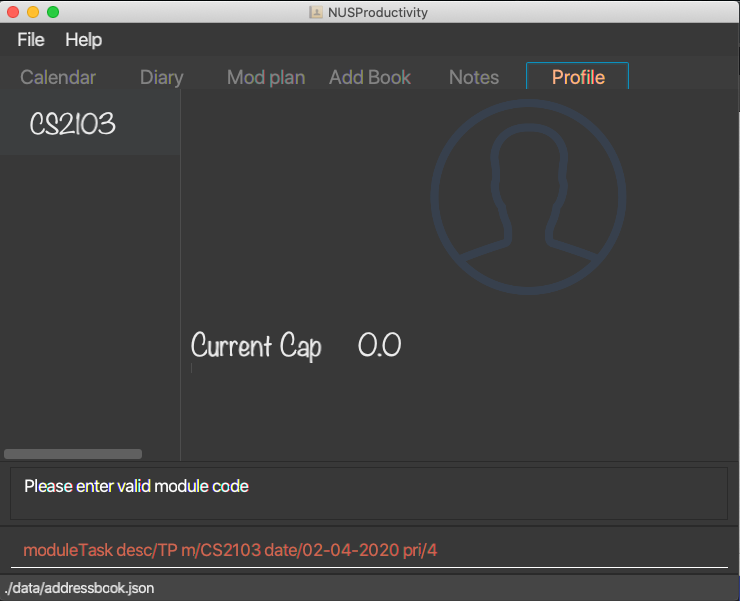 NUSProductivity
File Help
Calendar Diary Mod plan Add Book Notes Profile
CS2103
Current Cap 0.0
Please enter valid module code
moduleTask desc/TP m/CS2103 date/02-04-2020 pri/4
./data/addressbook.json